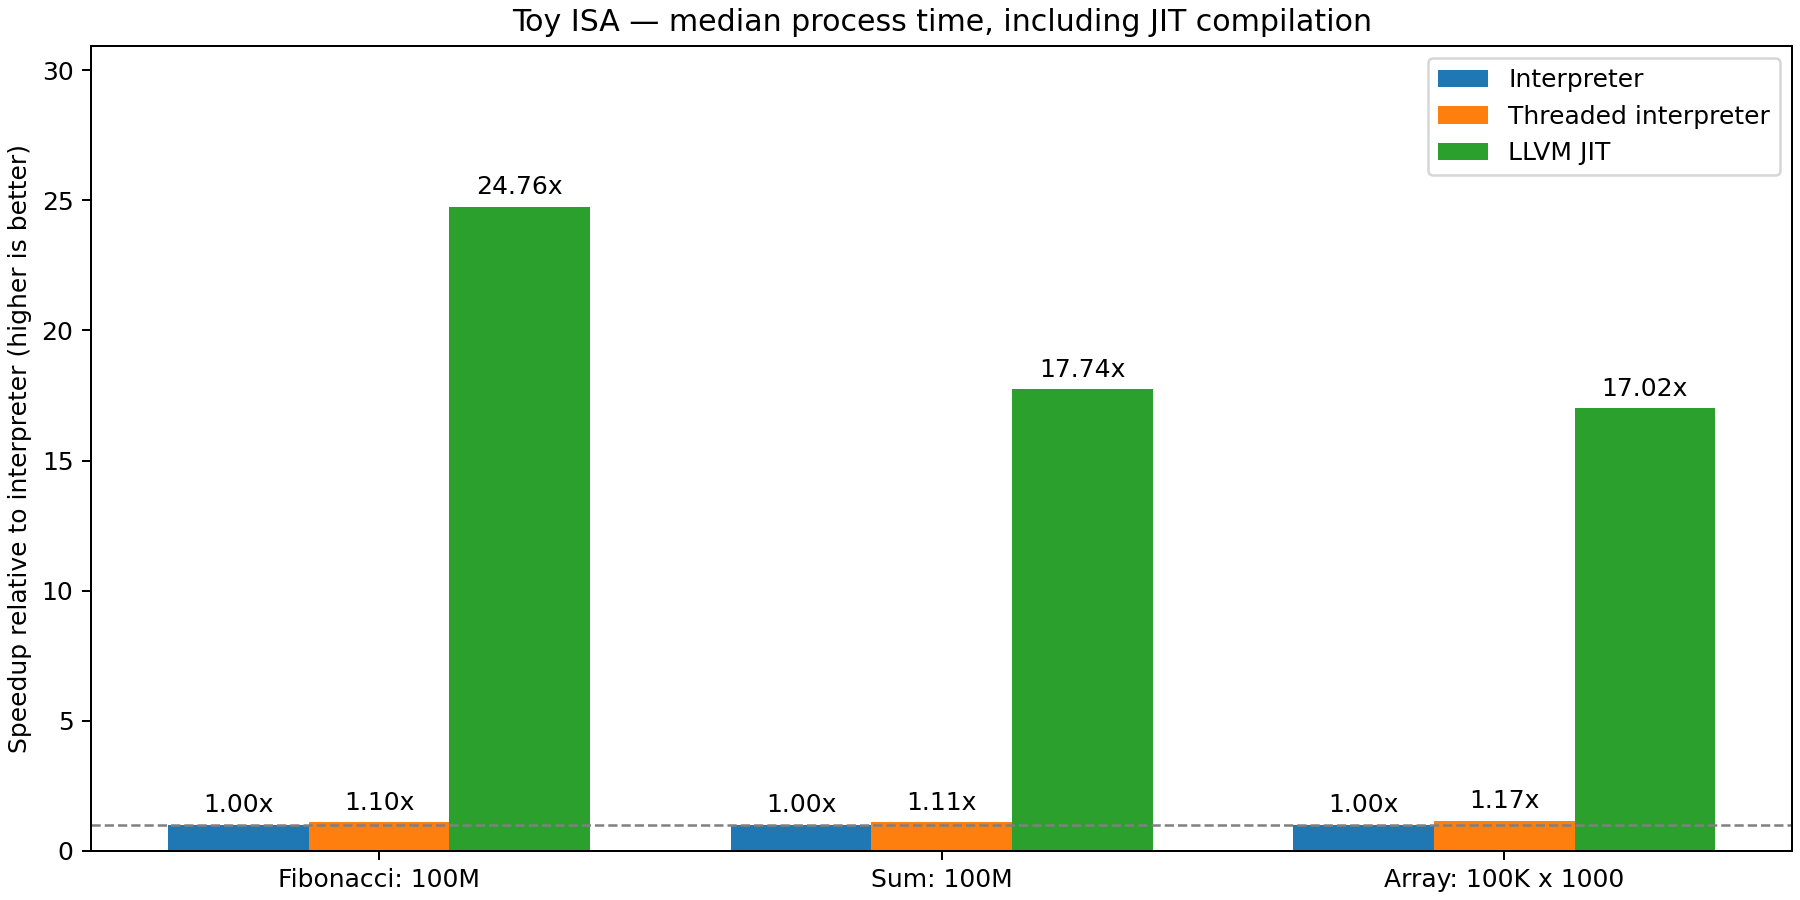 Toy ISA — median process time, including JIT compilation
Speedup relative to interpreter (higher is better)
30
25
20
15
10
5
0
Interpreter
Threaded interpreter
LLVM JIT
1.00x
1.10x
24.76x
1.00x
1.11x
17.74x
1.00x
1.17x
17.02x
Fibonacci: 100M
Sum: 100M
Array: 100K x 1000